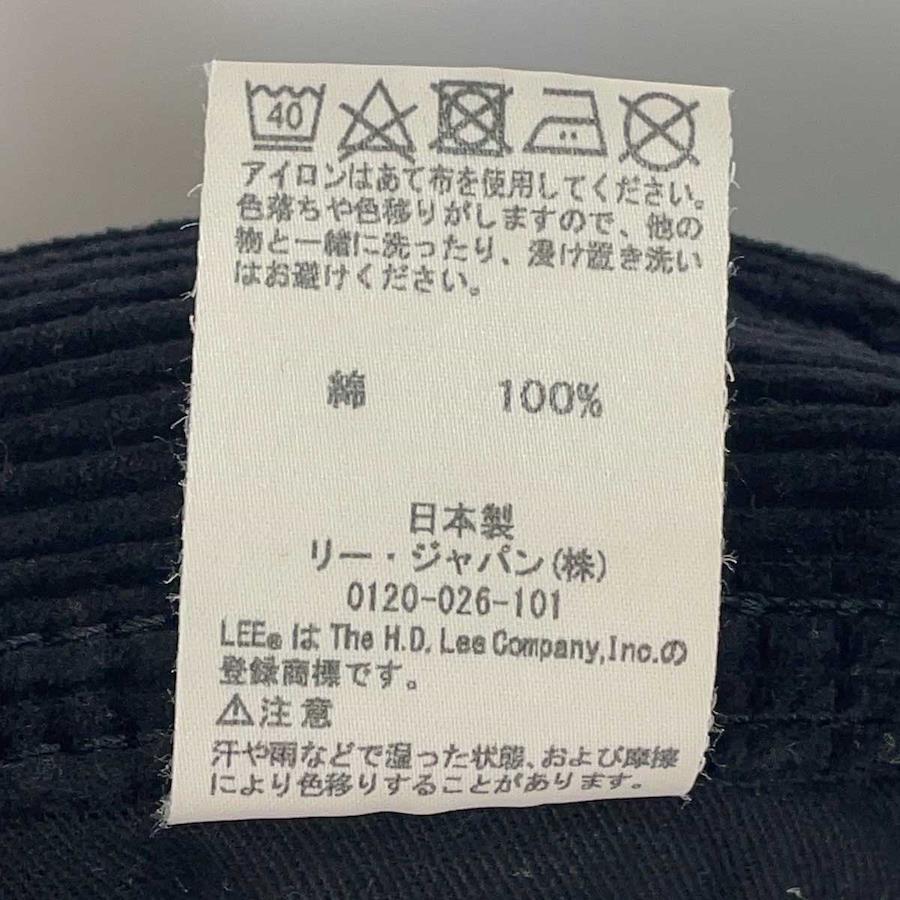 40
アイロンはあて布を使用してください。
色落ちや色移りがしますので、他の
物と一緒に洗ったり、浸け置き洗い
はお避けください。
綿 100%
日本製
リー・ジャパン(株)
0120-026-101
LEE®は The H.D. Lee Company,Inc.の
登録商標です。
⚠注意
汗や雨などで湿った状態、および摩擦
により色移りすることがあります。